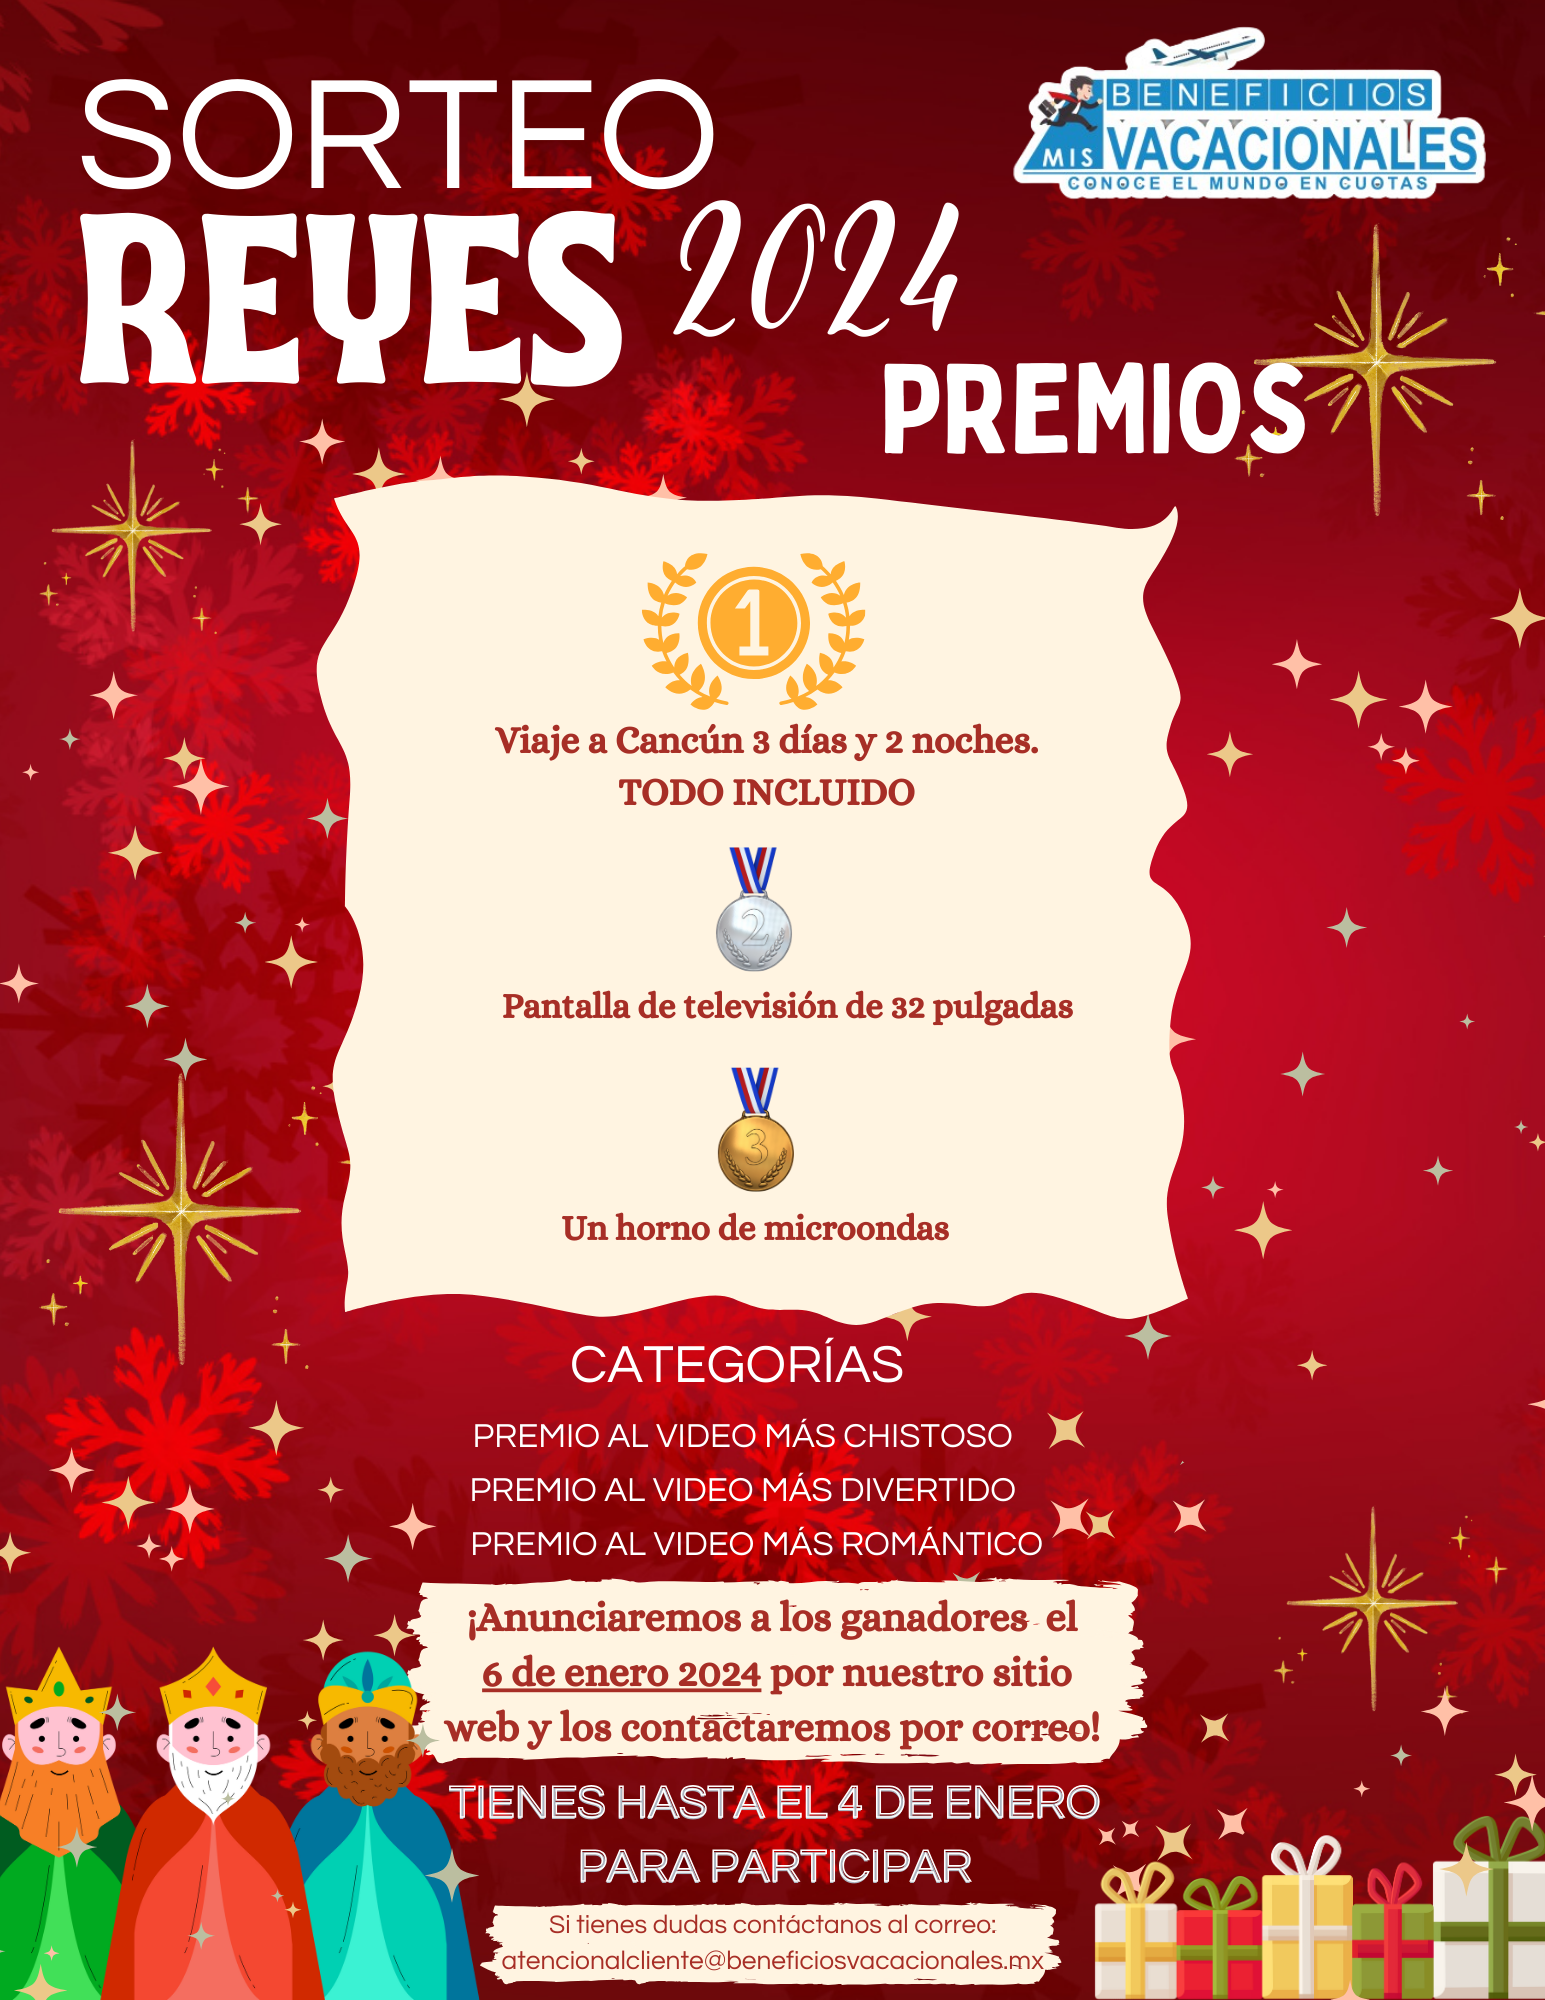 SORTEO
BENEFICIOS
MIS VACACIONALES
CONOCE EL MUNDO EN CUOTAS
REYES 2024
PREMIOS
1
Viaje a Cancún 3 días y 2 noches.
TODO INCLUIDO
2
Pantalla de televisión de 32 pulgadas
3
Un horno de microondas
CATEGORÍAS
PREMIO AL VIDEO MÁS CHISTOSO
PREMIO AL VIDEO MÁS DIVERTIDO
PREMIO AL VIDEO MÁS ROMÁNTICO
¡Anunciaremos a los ganadores el
6 de enero 2024 por nuestro sitio
web y los contactaremos por correo!
TIENES HASTA EL 4 DE ENERO
PARA PARTICIPAR
Si tienes dudas contáctanos al correo:
atencionalcliente@beneficiosvacacionales.mx